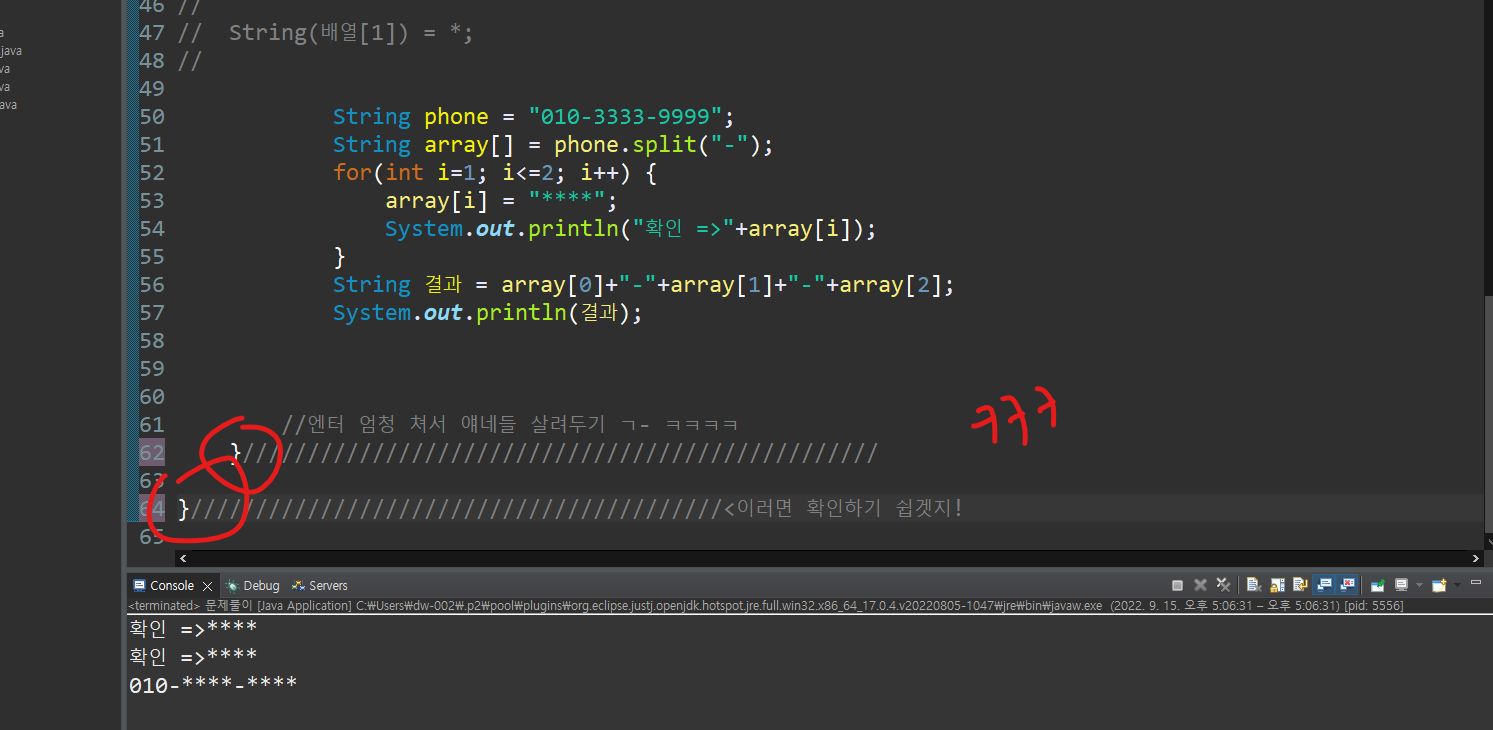 a
java
va
va
ava
46 //
47 //  String(배열[1]) = *;
48 //
49
50 String phone = "010-3333-9999";
51 String array[] = phone.split("-");
52 for(int i=1; i<=2; i++) {
53 array[i] = "****";
54 System.out.println("확인 =>"+array[i]);
55 }
56 String 결과 = array[0]+"-"+array[1]+"-"+array[2];
57 System.out.println(결과);
58
59
60
61 //엔터 엄청 쳐서 얘네들 살려두기 ㄱ- ㅋㅋㅋㅋ
ㅋㅋㅋ
62 }/////////////////////////////////////////////////
63
64 }/////////////////////////////////////////<이러면 확인하기 쉽겟지!
65
Console Debug Servers
<terminated> 문제풀이 [Java Application] C:₩Users₩dw-002₩.p2₩pool₩plugins₩org.eclipse.justj.openjdk.hotspot.jre.full.win32.x86_64_17.0.4.v20220805-1047₩jre₩bin₩javaw.exe (2022. 9. 15. 오후 5:06:31 – 오후 5:06:31) [pid: 5556]
확인 =>****
확인 =>****
010-****-****